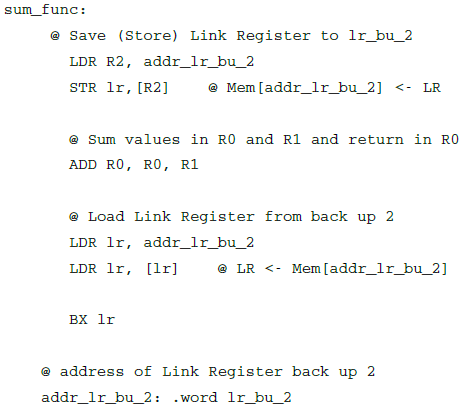 sum_func:
@ Save (Store) Link Register to lr_bu_2
LDR R2, addr_lr_bu_2
STR lr,[R2] @ Mem[addr_lr_bu_2] <- LR
@ Sum values in R0 and R1 and return in R0
ADD R0, R0, R1
@ Load Link Register from back up 2
LDR lr, addr_lr_bu_2
LDR lr, [lr] @ LR <- Mem[addr_lr_bu_2]
BX lr
@ address of Link Register back up 2
addr_lr_bu_2: .word lr_bu_2